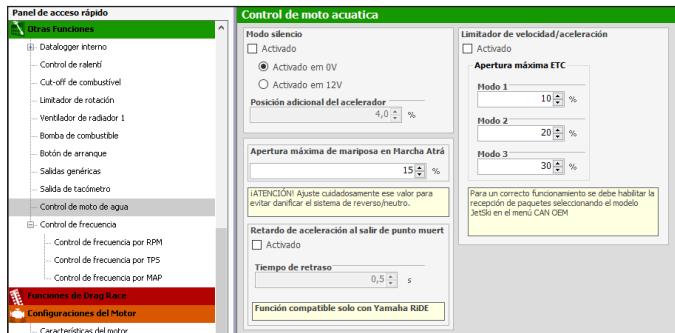 Panel de acceso rápido
Otras Funciones
Datalogger interno
Control de ralentí
Cut-off de combustível
Limitador de rotación
Ventilador de radiador 1
Bomba de combustible
Botón de arranque
Salidas genéricas
Salida de tacómetro
Control de moto de agua
Control de frecuencia
Control de frecuencia por RPM
Control de frecuencia por TPS
Control de frecuencia por MAP
Funciones de Drag Race
Configuraciones del Motor
Características del motor
Control de moto acuatica
Modo silencio
Activado
Activado em 0V
Activado em 12V
Posición adicional del acelerador
4,0 %
Apertura máxima de mariposa en Marcha Atrá
15 %
¡ATENCIÓN! Ajuste cuidadosamente ese valor para
evitar danificar el sistema de reverso/neutro.
Retardo de aceleración al salir de punto muert
Activado
Tiempo de retraso
0,5 s
Función compatible solo con Yamaha RiDE
Limitador de velocidad/aceleración
Activado
Apertura máxima ETC
Modo 1
10 %
Modo 2
20 %
Modo 3
30 %
Para un correcto funcionamiento se debe habilitar la
recepción de paquetes seleccionando el modelo
JetSki en el menú CAN OEM